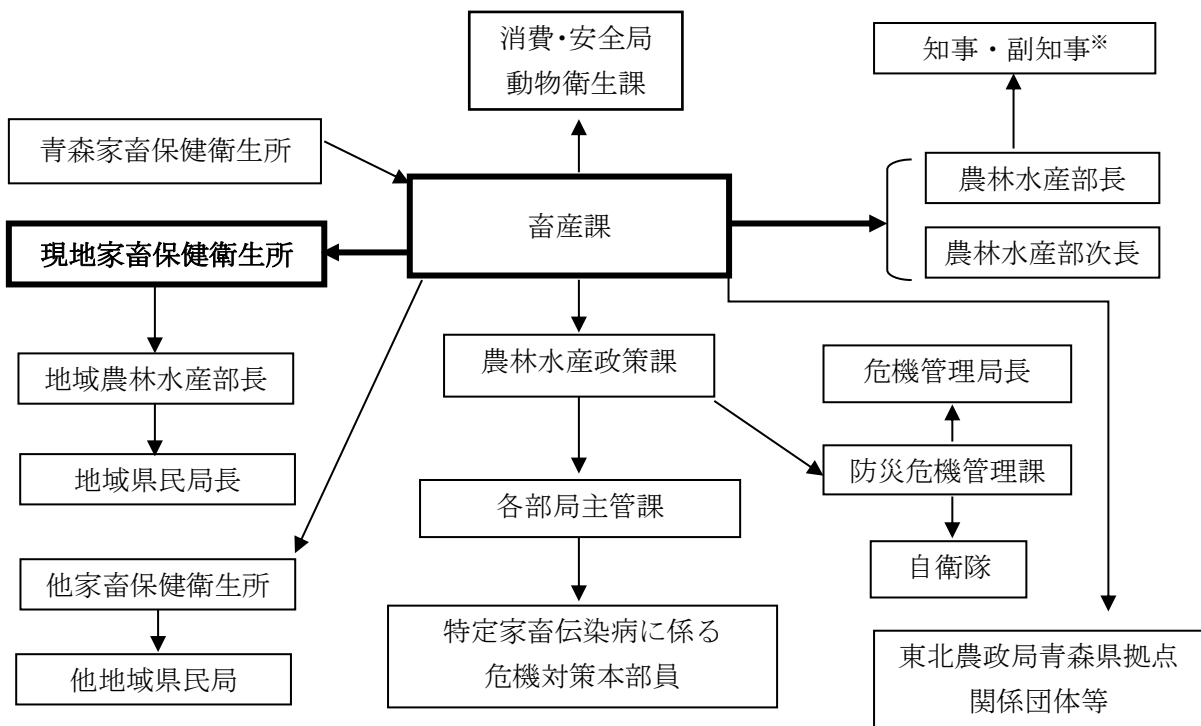 消費・安全局
動物衛生課
知事・副知事※
青森家畜保健衛生所
農林水産部長
畜産課
現地家畜保健衛生所
農林水産部次長
農林水産政策課
地域農林水産部長
危機管理局長
地域県民局長
防災危機管理課
各部局主管課
他家畜保健衛生所
自衛隊
特定家畜伝染病に係る
危機対策本部員
東北農政局青森県拠点
関係団体等
他地域県民局